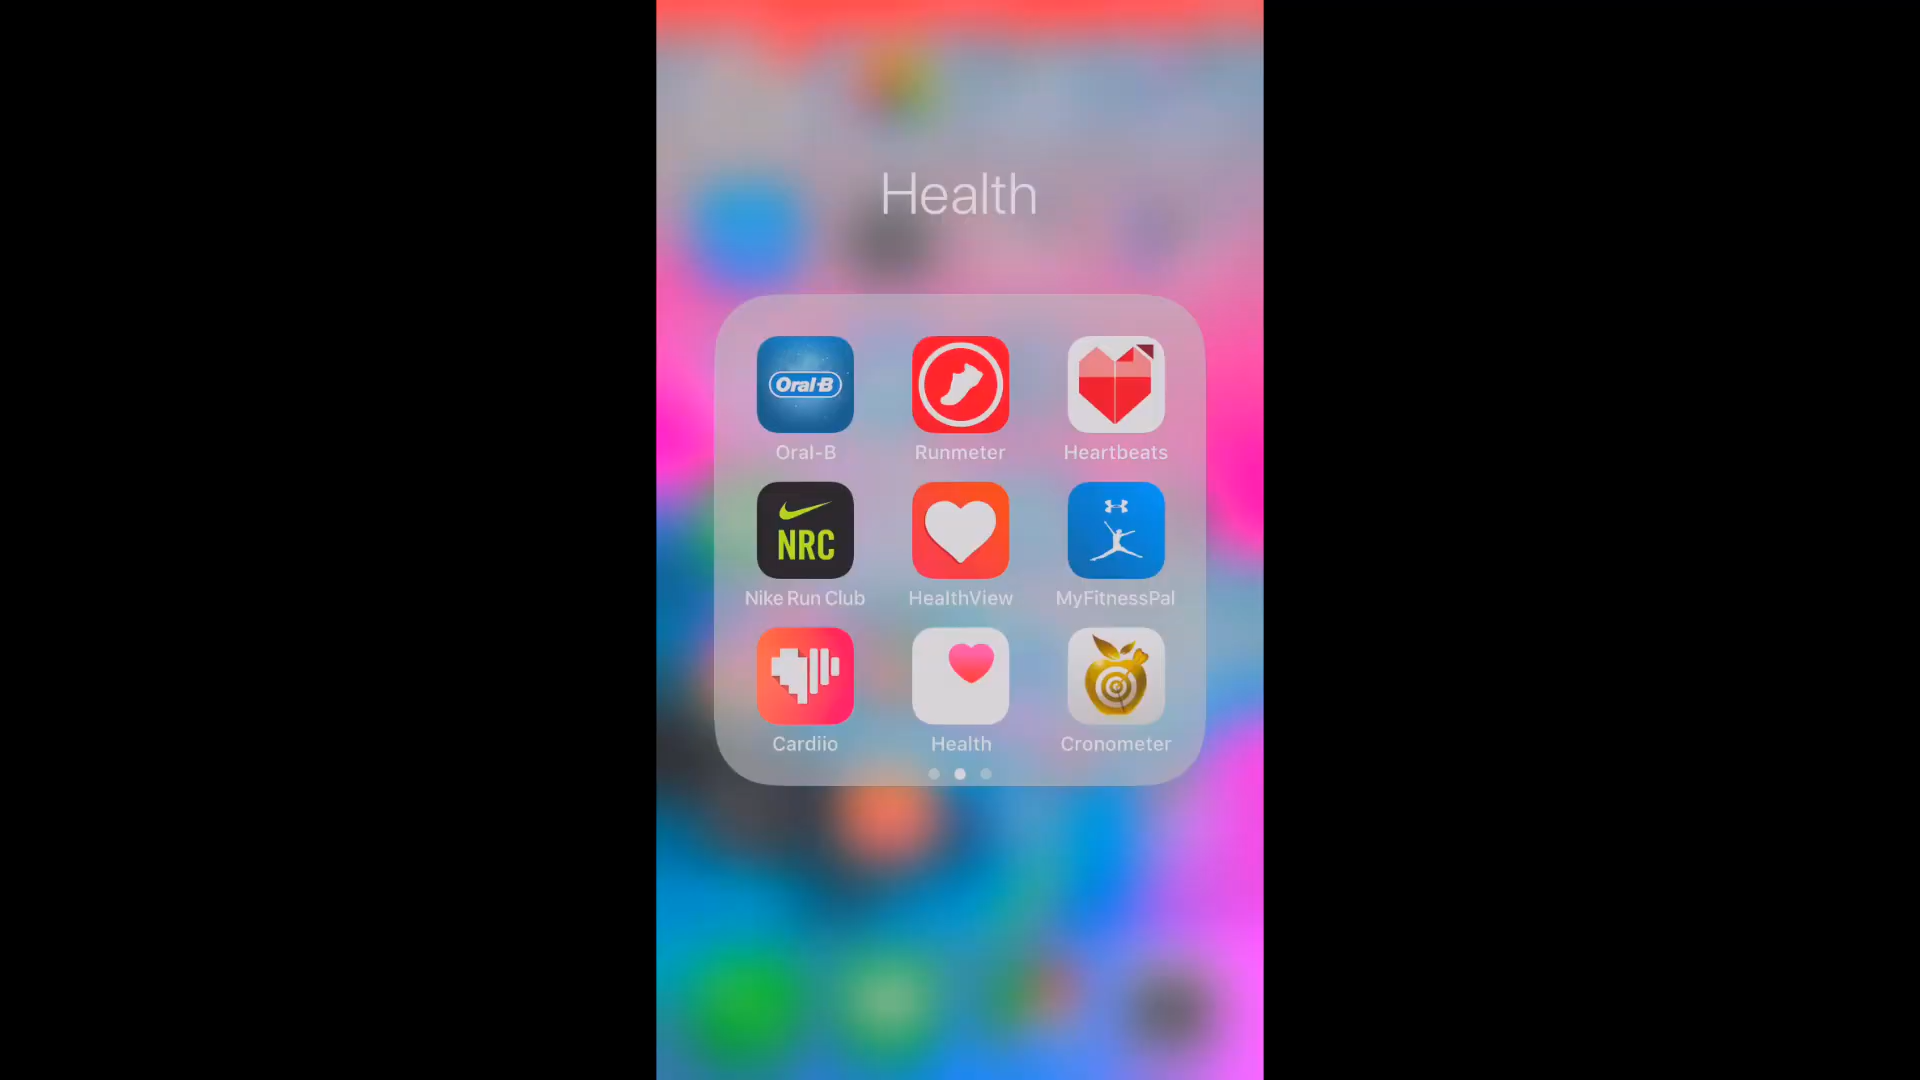 Health
Oral-B
Oral-B
Runmeter
Heartbeats
NRC
Nike Run Club
HealthView
MyFitnessPal
Cardiio
Health
Cronometer